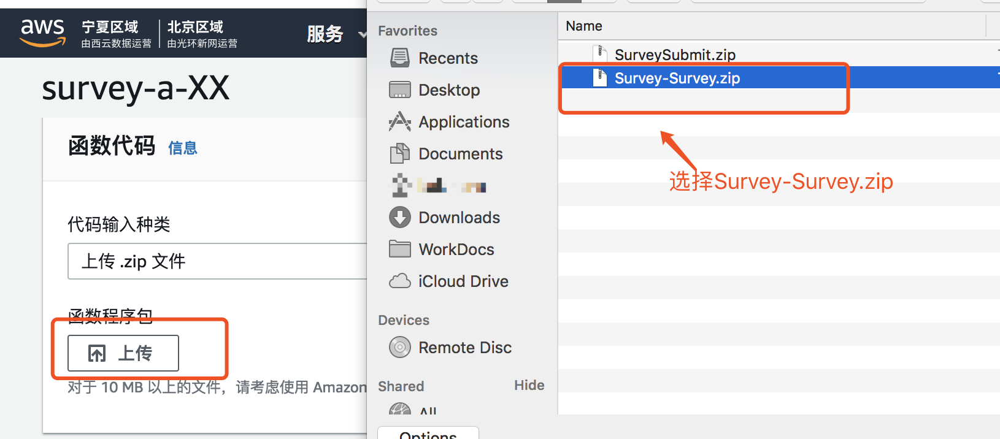 aws
宁夏区域
由西云数据运营
北京区域
由光环新网运营
服务
survey-a-XX
函数代码 信息
代码输入种类
上传 .zip 文件
函数程序包
上传
对于 10 MB 以上的文件，请考虑使用 Amazon
Favorites
Recents
Desktop
Applications
Documents
Downloads
WorkDocs
iCloud Drive
Devices
Remote Disc
Shared Hide
All
Options
Name
SurveySubmit.zip
Survey-Survey.zip
选择Survey-Survey.zip